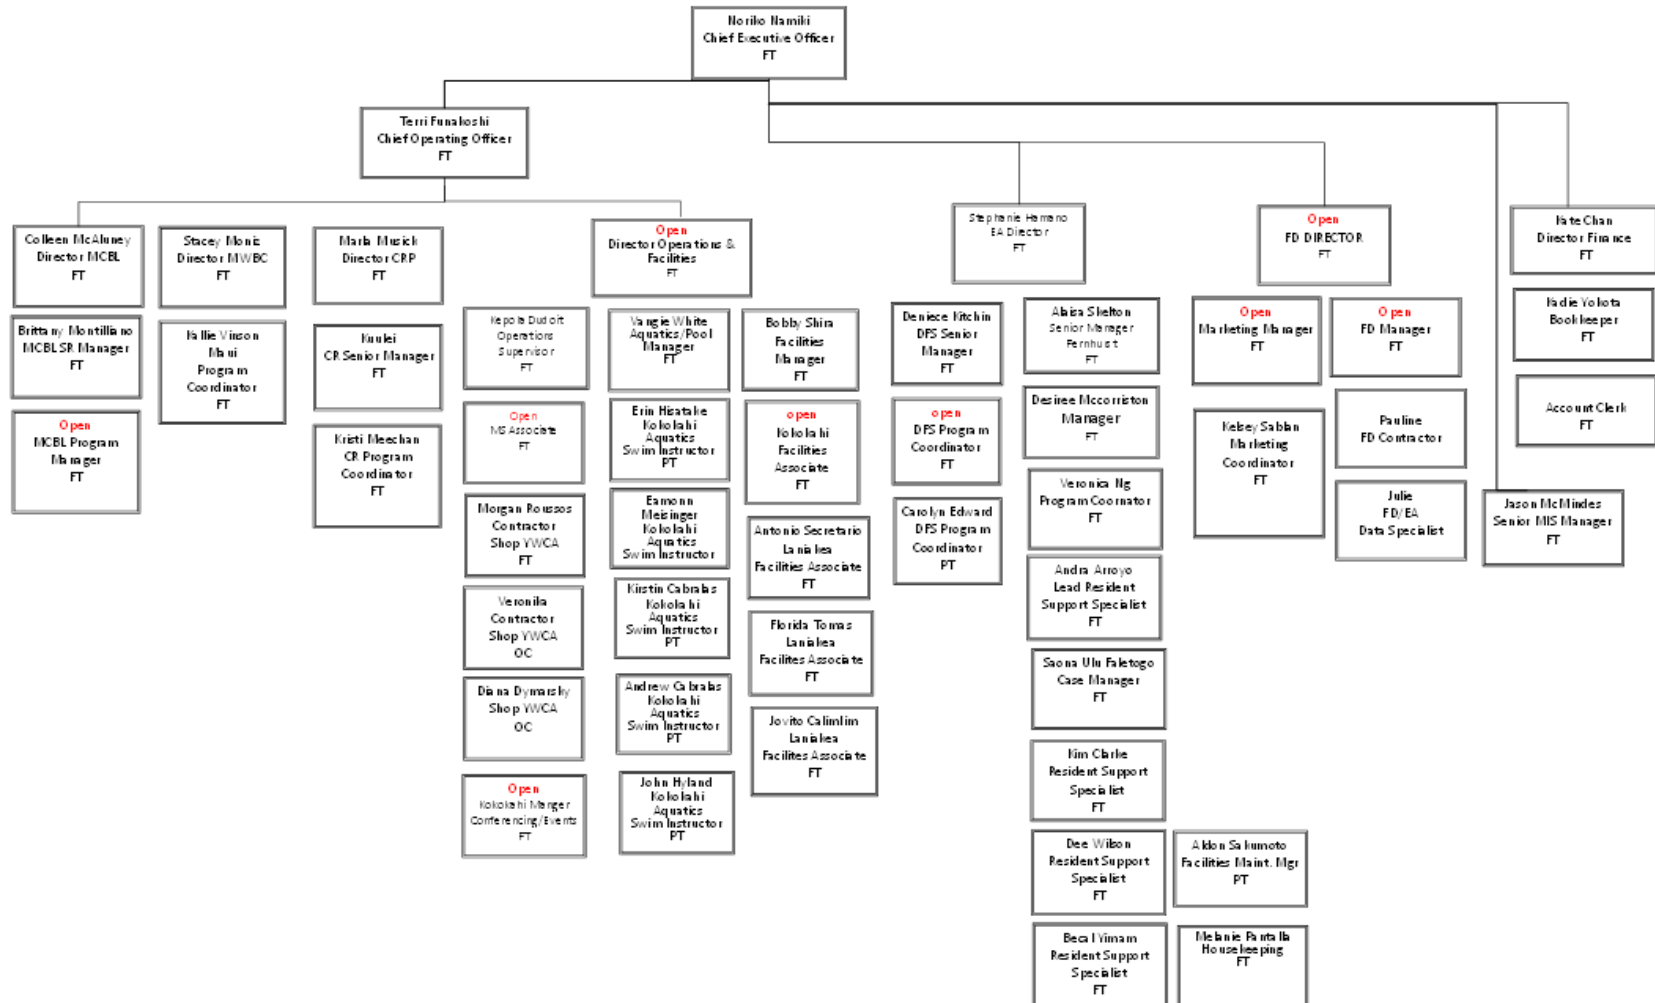 Noriko Namiki
Chief Executive Officer
FT
Terri Funakoshi
Chief Operating Officer
FT
Colleen McAluney
Director MCBL
FT
Brittany Montilliano
MCBL SR Manager
FT
Open
MCBL Program
Manager
FT
Stacey Moniz
Director MWBC
FT
Kallie Vinson
Maui
Program
Coordinator
FT
Marla Musick
Director CRP
FT
Kuulei
CR Senior Manager
FT
Kristi Meechan
CR Program
Coordinator
FT
Open
Director Operations &
Facilities
FT
Kepola Dudoit
Operations
Supervisor
FT
Open
MS Associate
FT
Morgan Roussos
Contractor
Shop YWCA
FT
Veronika
Contractor
Shop YWCA
OC
Diana Dymarsky
Shop YWCA
OC
Open
Kokokahi Manger
Conferencing/Events
FT
Vangie White
Aquatics/Pool
Manager
FT
Erin Hisatake
Kokokahi
Aquatics
Swim Instructor
PT
Eamonn
Meisinger
Kokokahi
Aquatics
Swim Instructor
Kirstin Cabralas
Kokokahi
Aquatics
Swim Instructor
PT
Andrew Cabralas
Kokokahi
Aquatics
Swim Instructor
PT
John Hyland
Kokokahi
Aquatics
Swim Instructor
PT
Bobby Shira
Facilities
Manager
FT
open
Kokokahi
Facilities
Associate
FT
Antonio Secretario
Laniakea
Facilities Associate
FT
Florida Tomas
Laniakea
Facilites Associate
FT
Jovito Calimlim
Laniakea
Facilites Associate
FT
Stephanie Hamano
EA Director
FT
Deniece Kitchin
DFS Senior
Manager
FT
open
DFS Program
Coordinator
FT
Carolyn Edward
DFS Program
Coordinator
PT
Alaisa Skelton
Senior Manager
Fernhurst
FT
Desiree Mccorriston
Manager
FT
Veronica Ng
Program Coornator
FT
Andra Arroyo
Lead Resident
Support Specialist
FT
Saona Ulu Faletogo
Case Manager
FT
Kim Clarke
Resident Support
Specialist
FT
Dee Wilson
Resident Support
Specialist
FT
Becal Yimam
Resident Support
Specialist
FT
Aldon Sakumoto
Facilities Maint. Mgr
PT
Melanie Pantalla
Housekeeping
FT
Open
FD DIRECTOR
FT
Open
Marketing Manager
FT
Kelsey Sablan
Marketing
Coordinator
FT
Open
FD Manager
FT
Pauline
FD Contractor
Julie
FD/EA
Data Specialist
Kate Chan
Director Finance
FT
Kadie Yokota
Bookkeeper
FT
Account Clerk
FT
Jason McMindes
Senior MIS Manager
FT